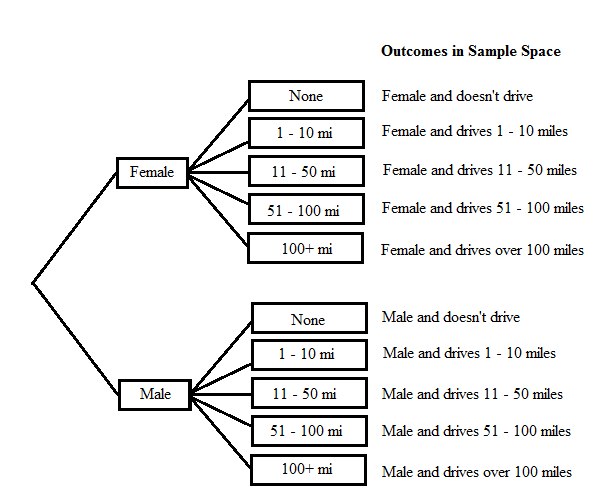 Outcomes in Sample Space
None Female and doesn't drive
1 - 10 mi Female and drives 1 - 10 miles
Female 11 - 50 mi Female and drives 11 - 50 miles
51 - 100 mi Female and drives 51 - 100 miles
100+ mi Female and drives over 100 miles
None Male and doesn't drive
1 - 10 mi Male and drives 1 - 10 miles
Male 11 - 50 mi Male and drives 11 - 50 miles
51 - 100 mi Male and drives 51 - 100 miles
100+ mi Male and drives over 100 miles